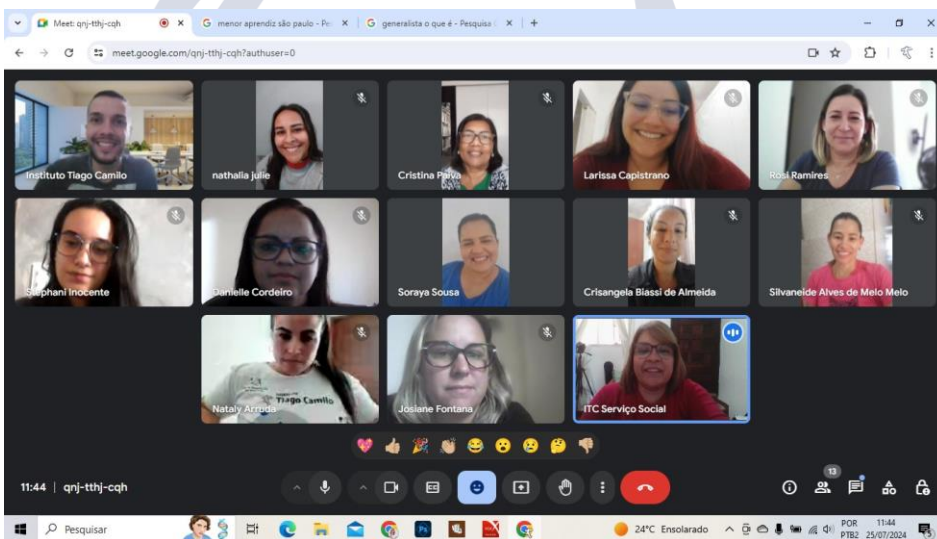 Meet: qnj-tthj-cqh
menor aprendiz são paulo - Pe
generalista o que é - Pesquisa
meet.google.com/qnj-tthj-cqh?authuser=0
Instituto Tiago Camilo
nathalia julie
Cristina Paiva
Larissa Capistrano
Rosi Ramires
Stephani Inocente
Danielle Cordeiro
Soraya Sousa
Crisangela Biassi de Almeida
Silvaneide Alves de Melo Melo
Tiago Camilo
Nataly Arruda
Josiane Fontana
ITC Serviço Social
11:44 | qnj-tthj-cqh
CC
13
Pesquisar
Ps
24°C Ensolarado
POR 11:44
PTB2 25/07/2024